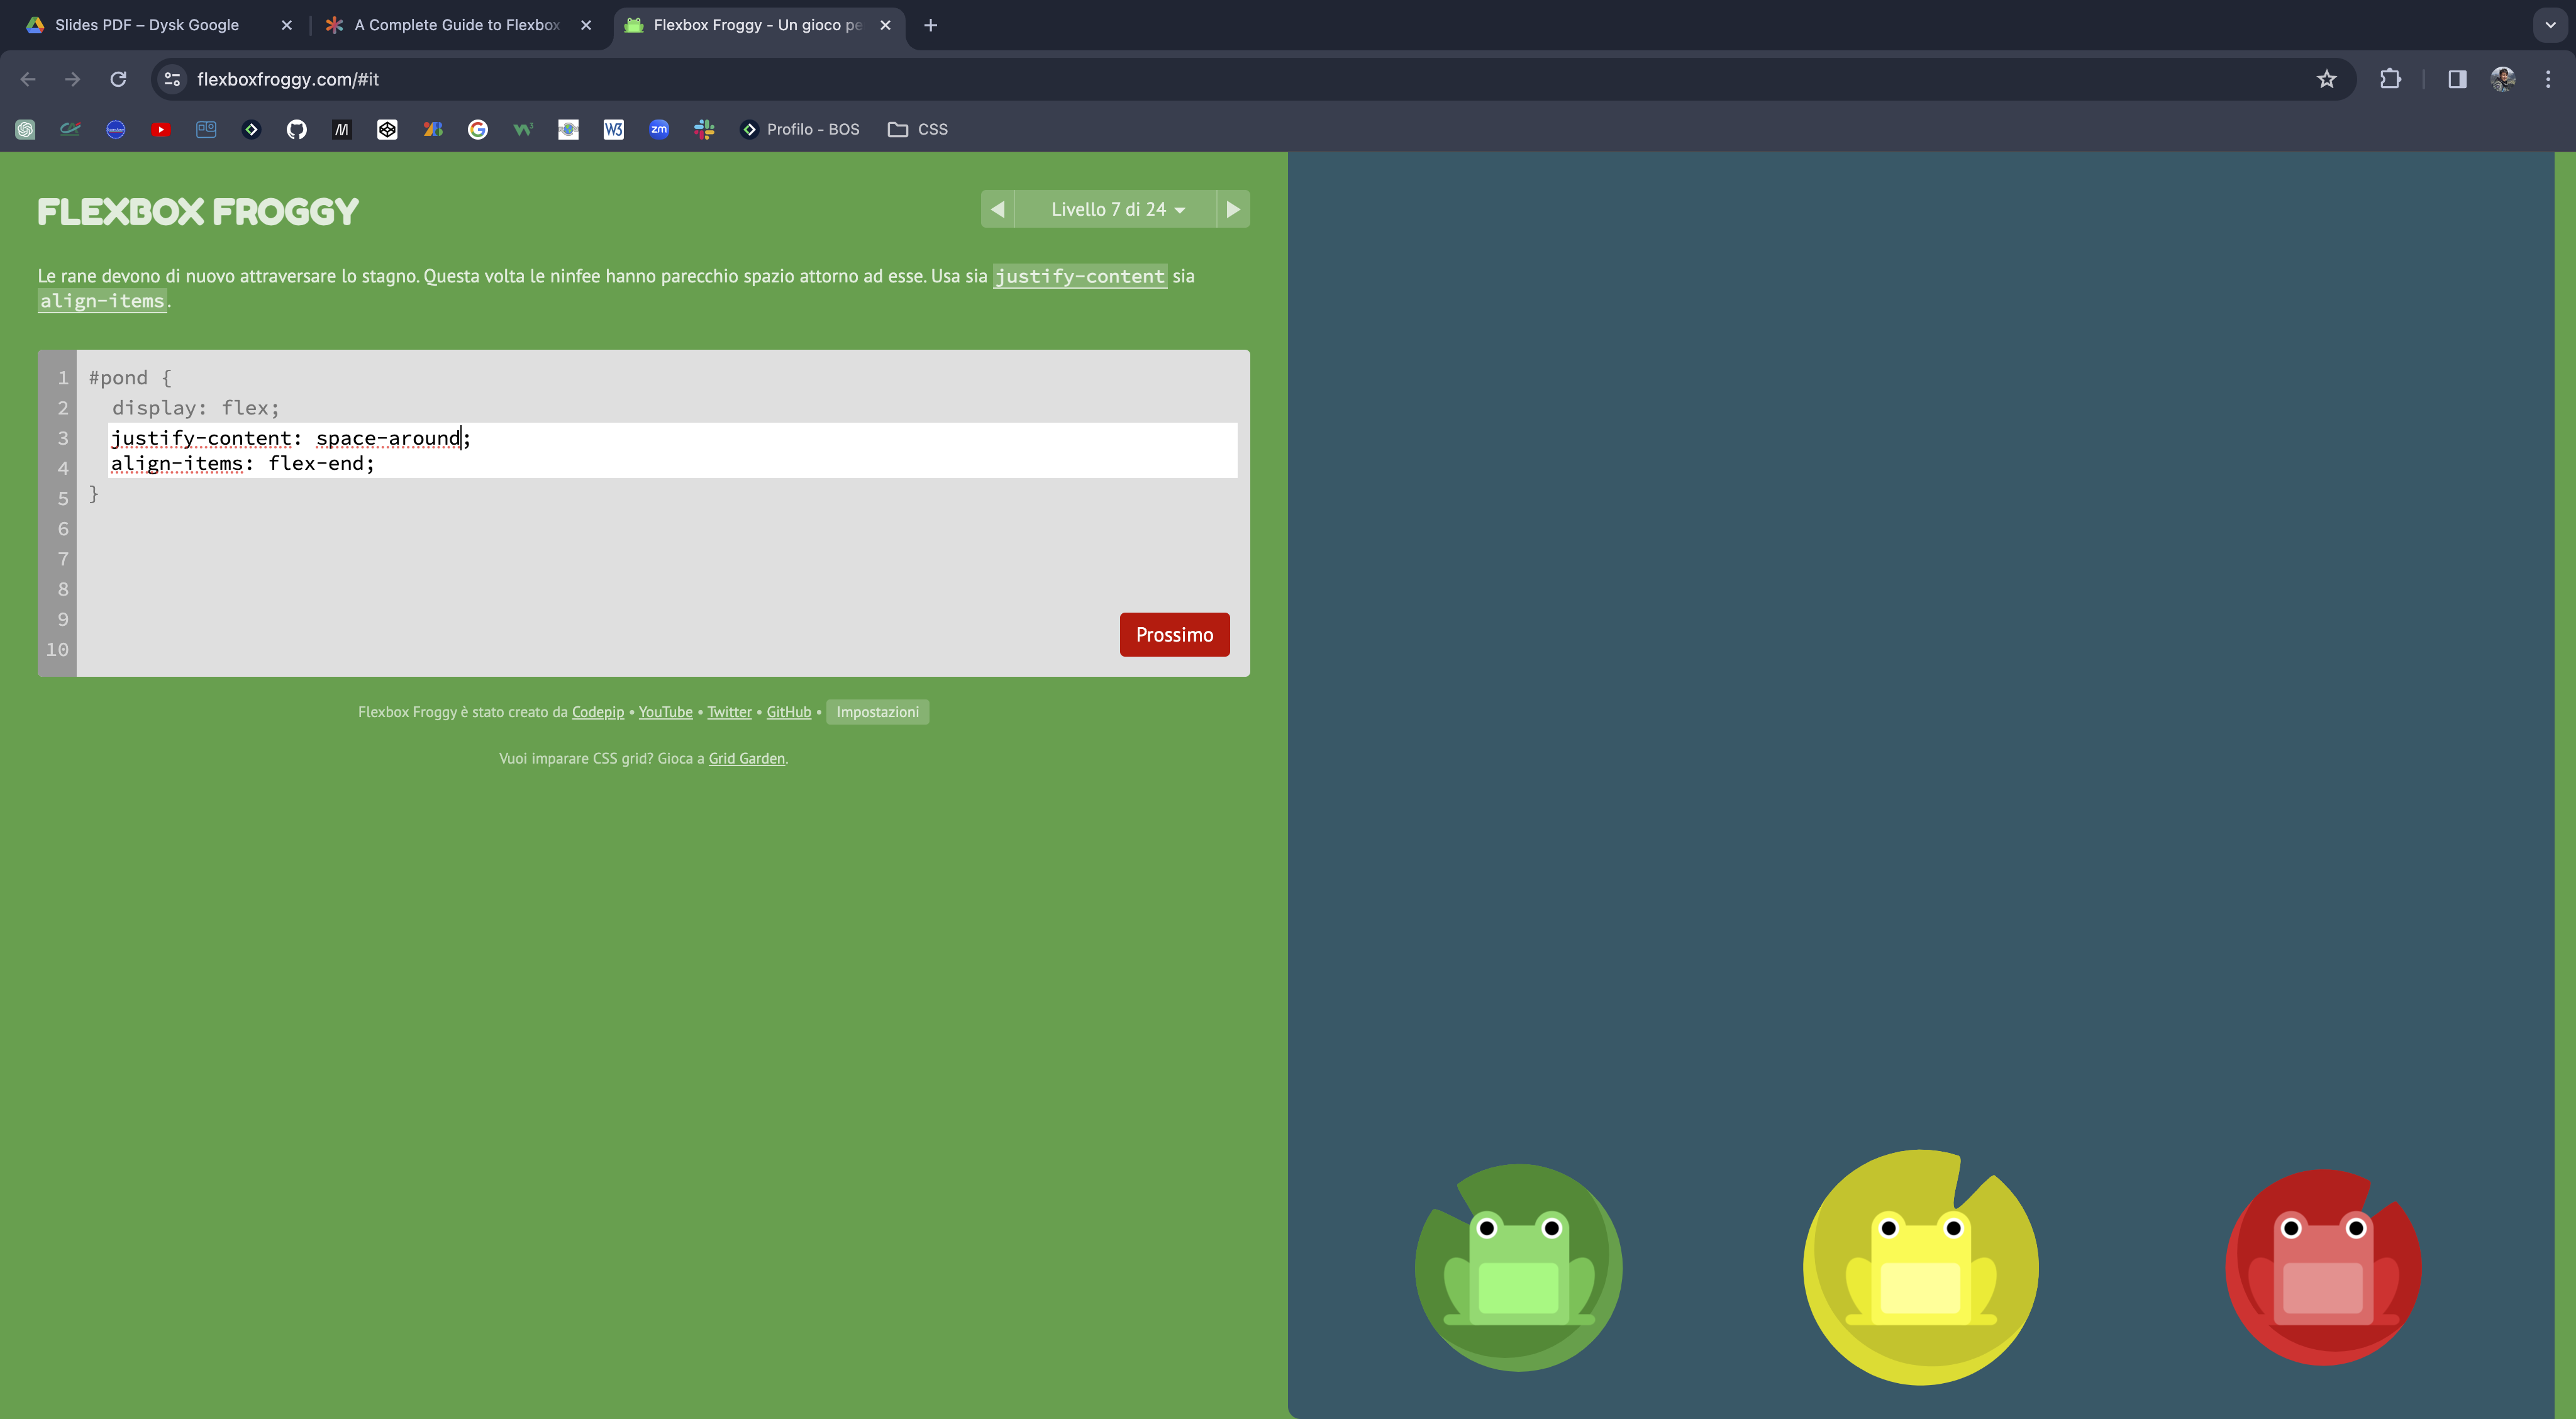 Slides PDF – Dysk Google
A Complete Guide to Flexbox
Flexbox Froggy - Un gioco pe
flexboxfroggy.com/#it
W3
zm
Profilo - BOS
CSS
FLEXBOX FROGGY
Livello 7 di 24
Le rane devono di nuovo attraversare lo stagno. Questa volta le ninfee hanno parecchio spazio attorno ad esse. Usa sia justify-content sia
align-items.
1 #pond {
2 display: flex;
3 justify-content: space-around;
4 align-items: flex-end;
5 }
6
7
8
9
10
Prossimo
Flexbox Froggy è stato creato da Codepip • YouTube • Twitter • GitHub • Impostazioni
Vuoi imparare CSS grid? Gioca a Grid Garden.